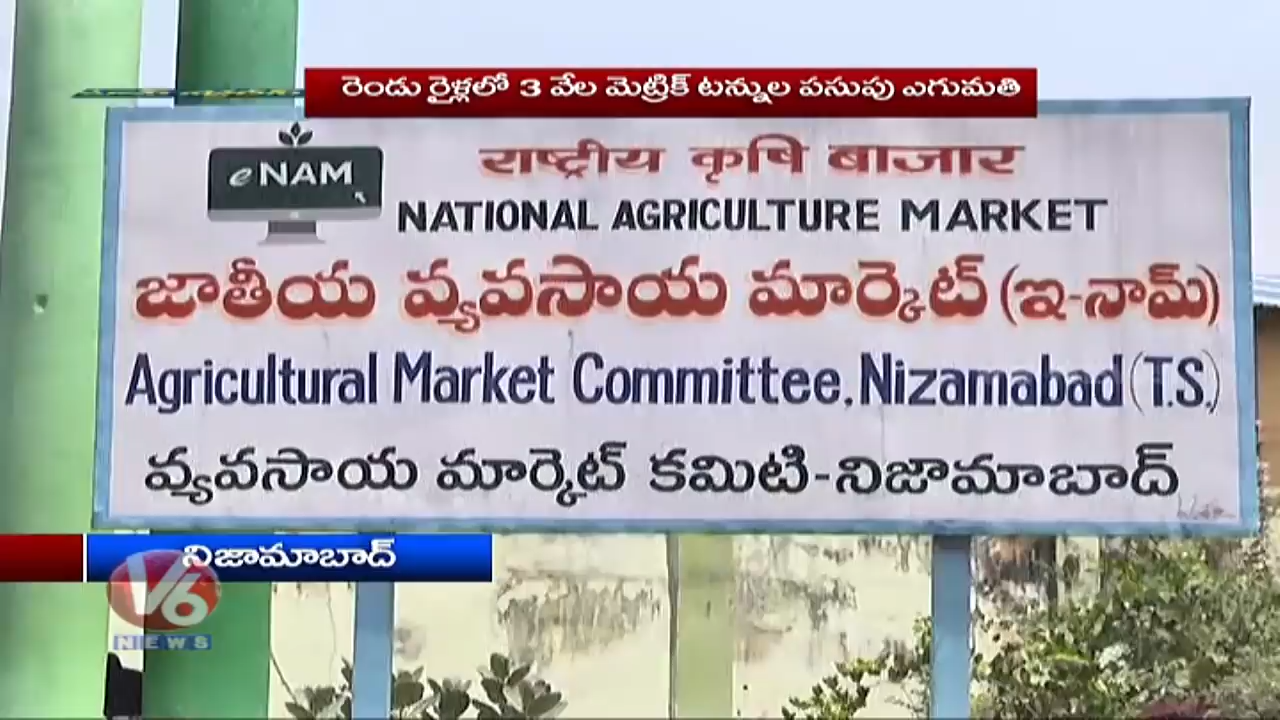 రెండు రైళ్లలో 3 వేల మెట్రిక్ టన్నుల పసుపు ఎగుమతి
eNAM
राष्ट्रीय कृषि बाजार
NATIONAL AGRICULTURE MARKET
జాతీయ వ్యవసాయ మార్కెట్ (ఇ-నామ్)
Agricultural Market Committee, Nizamabad (T.S.)
వ్యవసాయ మార్కెట్ కమిటి-నిజామాబాద్
నిజామాబాద్
V6
NEWS